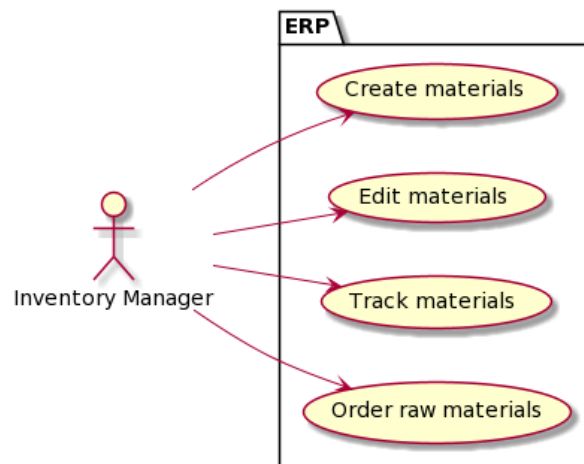 ERP
Create materials
Edit materials
Track materials
Inventory Manager
Order raw materials